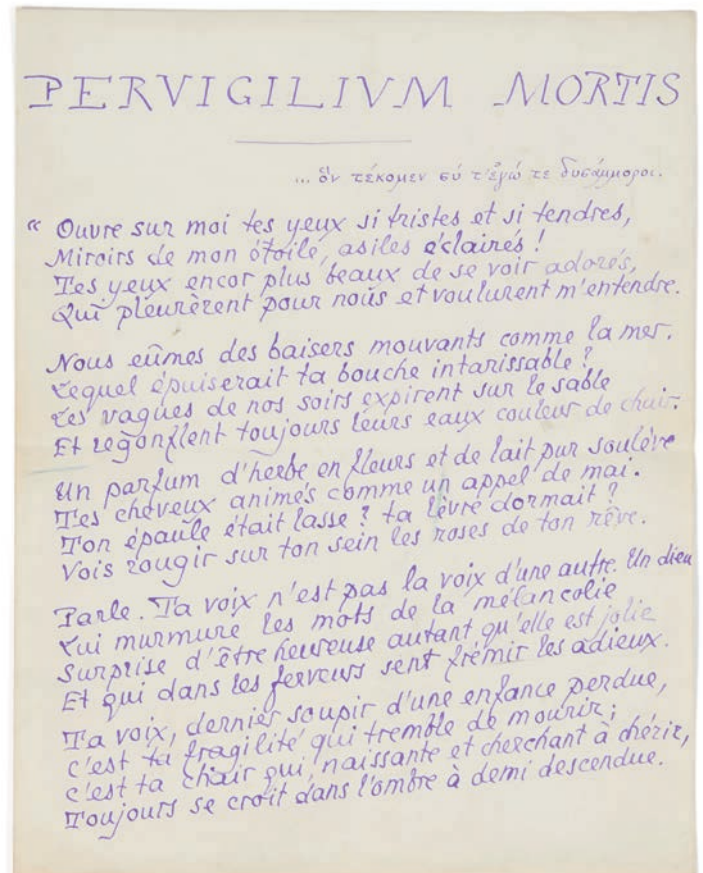 PERVIGILIVM MORTIS
... ὃν τέκομεν σύ τ'ἐγώ τε δυσάμμοροι.
« Ouvre sur moi tes yeux si tristes et si tendres,
Miroirs de mon étoile, asiles éclairés !
Tes yeux encor plus beaux de se voir adorés,
Qui pleurèrent pour nous et voulurent m'entendre.
Nous eûmes des baisers mouvants comme la mer.
Lequel épuiserait ta bouche intarissable ?
Les vagues de nos soirs expirent sur le sable
Et regonflent toujours leurs eaux couleur de chair.
Un parfum d'herbe en fleurs et de lait pur soulève
Tes cheveux animés comme un appel de mai.
Ton épaule était lasse ? ta lèvre dormait ?
Vois rougir sur ton sein les roses de ton rêve.
Parle. Ta voix n'est pas la voix d'une autre. Un dieu
Lui murmure les mots de la mélancolie
Surprise d'être heureuse autant qu'elle est jolie
Et qui dans les ferveurs sent frémir les adieux.
Ta voix, dernier soupir d'une enfance perdue,
C'est ta fragilité qui tremble de mourir ;
C'est ta chair qui, naissante et cherchant à chérir,
Toujours se croit dans l'ombre à demi descendue.